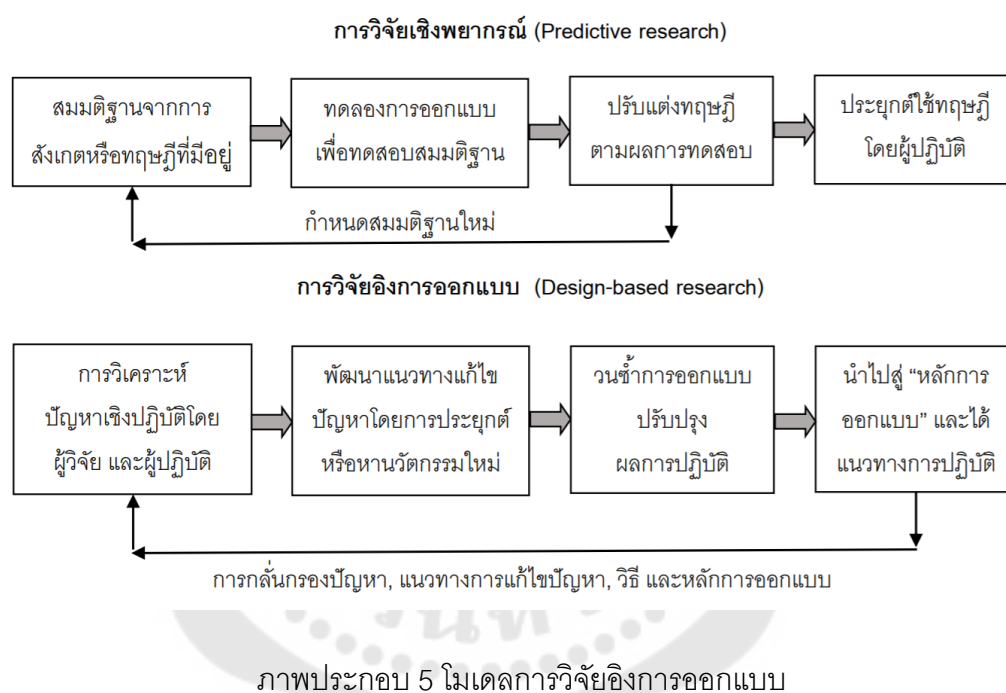 การวิจัยเชิงพยากรณ์ (Predictive research)
สมมติฐานจากการ
สังเกตหรือทฤษฎีที่มีอยู่
ทดลองการออกแบบ
เพื่อทดสอบสมมติฐาน
ปรับแต่งทฤษฎี
ตามผลการทดสอบ
ประยุกต์ใช้ทฤษฎี
โดยผู้ปฏิบัติ
กำหนดสมมติฐานใหม่
การวิจัยอิงการออกแบบ (Design-based research)
การวิเคราะห์
ปัญหาเชิงปฏิบัติโดย
ผู้วิจัย และผู้ปฏิบัติ
พัฒนาแนวทางแก้ไข
ปัญหาโดยการประยุกต์
หรือหานวัตกรรมใหม่
วนซ้ำการออกแบบ
ปรับปรุง
ผลการปฏิบัติ
นำไปสู่ “หลักการ
ออกแบบ” และได้
แนวทางการปฏิบัติ
การกลั่นกรองปัญหา, แนวทางการแก้ไขปัญหา, วิธี และหลักการออกแบบ
ภาพประกอบ 5 โมเดลการวิจัยอิงการออกแบบ